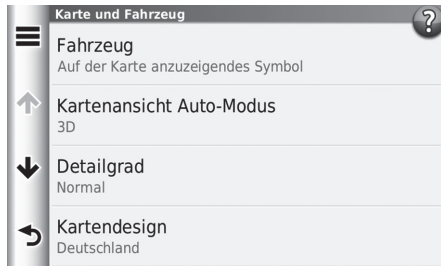 Karte und Fahrzeug
?
Fahrzeug
Auf der Karte anzuzeigendes Symbol
Kartenansicht Auto-Modus
3D
Detailgrad
Normal
Kartendesign
Deutschland